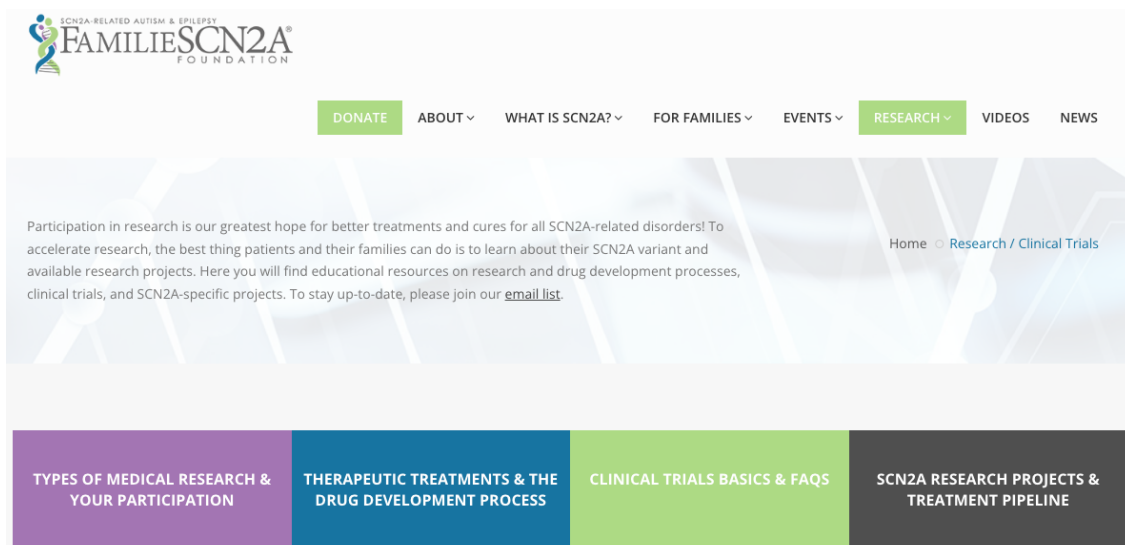 SCN2A-RELATED AUTISM & EPILEPSY
FAMILIESCN2A®
FOUNDATION
DONATE ABOUT WHAT IS SCN2A? FOR FAMILIES EVENTS RESEARCH VIDEOS NEWS
Participation in research is our greatest hope for better treatments and cures for all SCN2A-related disorders! To
accelerate research, the best thing patients and their families can do is to learn about their SCN2A variant and
available research projects. Here you will find educational resources on research and drug development processes,
clinical trials, and SCN2A-specific projects. To stay up-to-date, please join our email list.
Home Research / Clinical Trials
TYPES OF MEDICAL RESEARCH &
YOUR PARTICIPATION
THERAPEUTIC TREATMENTS & THE
DRUG DEVELOPMENT PROCESS
CLINICAL TRIALS BASICS & FAQS
SCN2A RESEARCH PROJECTS &
TREATMENT PIPELINE